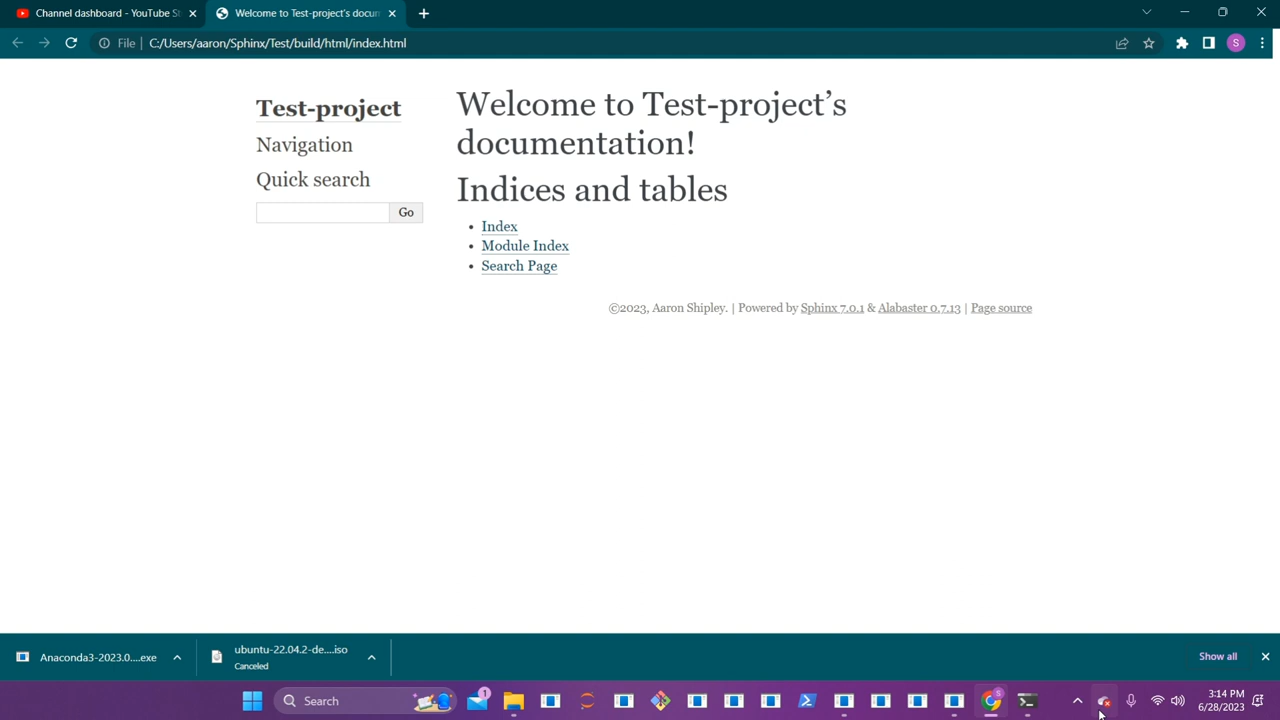 Channel dashboard - YouTube St
Welcome to Test-project's docum
File
C:/Users/aaron/Sphinx/Test/build/html/index.html
S
Test-project
Navigation
Quick search
Go
Welcome to Test-project’s
documentation!
Indices and tables
• Index
• Module Index
• Search Page
©2023, Aaron Shipley. | Powered by Sphinx 7.0.1 & Alabaster 0.7.13 | Page source
Anaconda3-2023.0....exe
ubuntu-22.04.2-de....iso
Canceled
Show all
Search
1
S
3:14 PM
6/28/2023